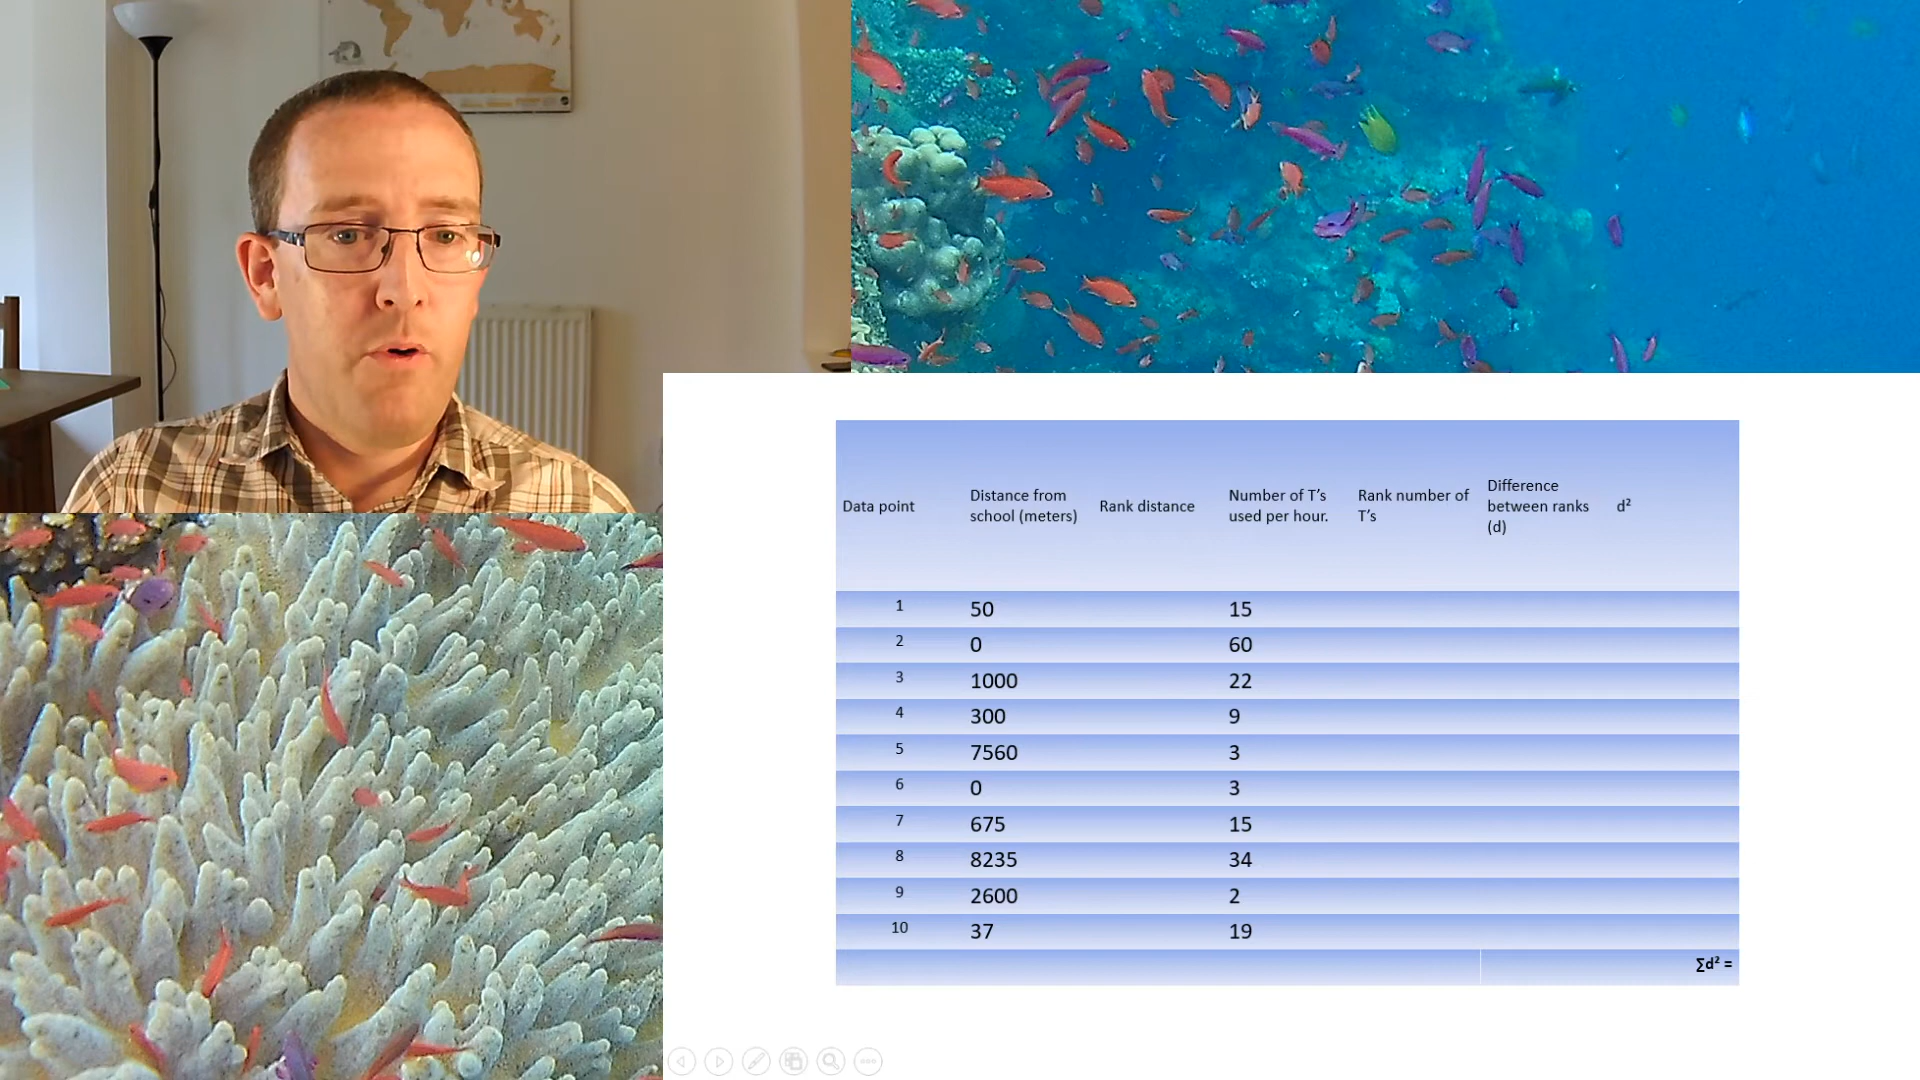 Data point
Distance from
school (meters)
Rank distance
Number of T's
used per hour.
Rank number of
T's
Difference
between ranks
(d)
d²
1 50 15
2 0 60
3 1000 22
4 300 9
5 7560 3
6 0 3
7 675 15
8 8235 34
9 2600 2
10 37 19
∑d² =